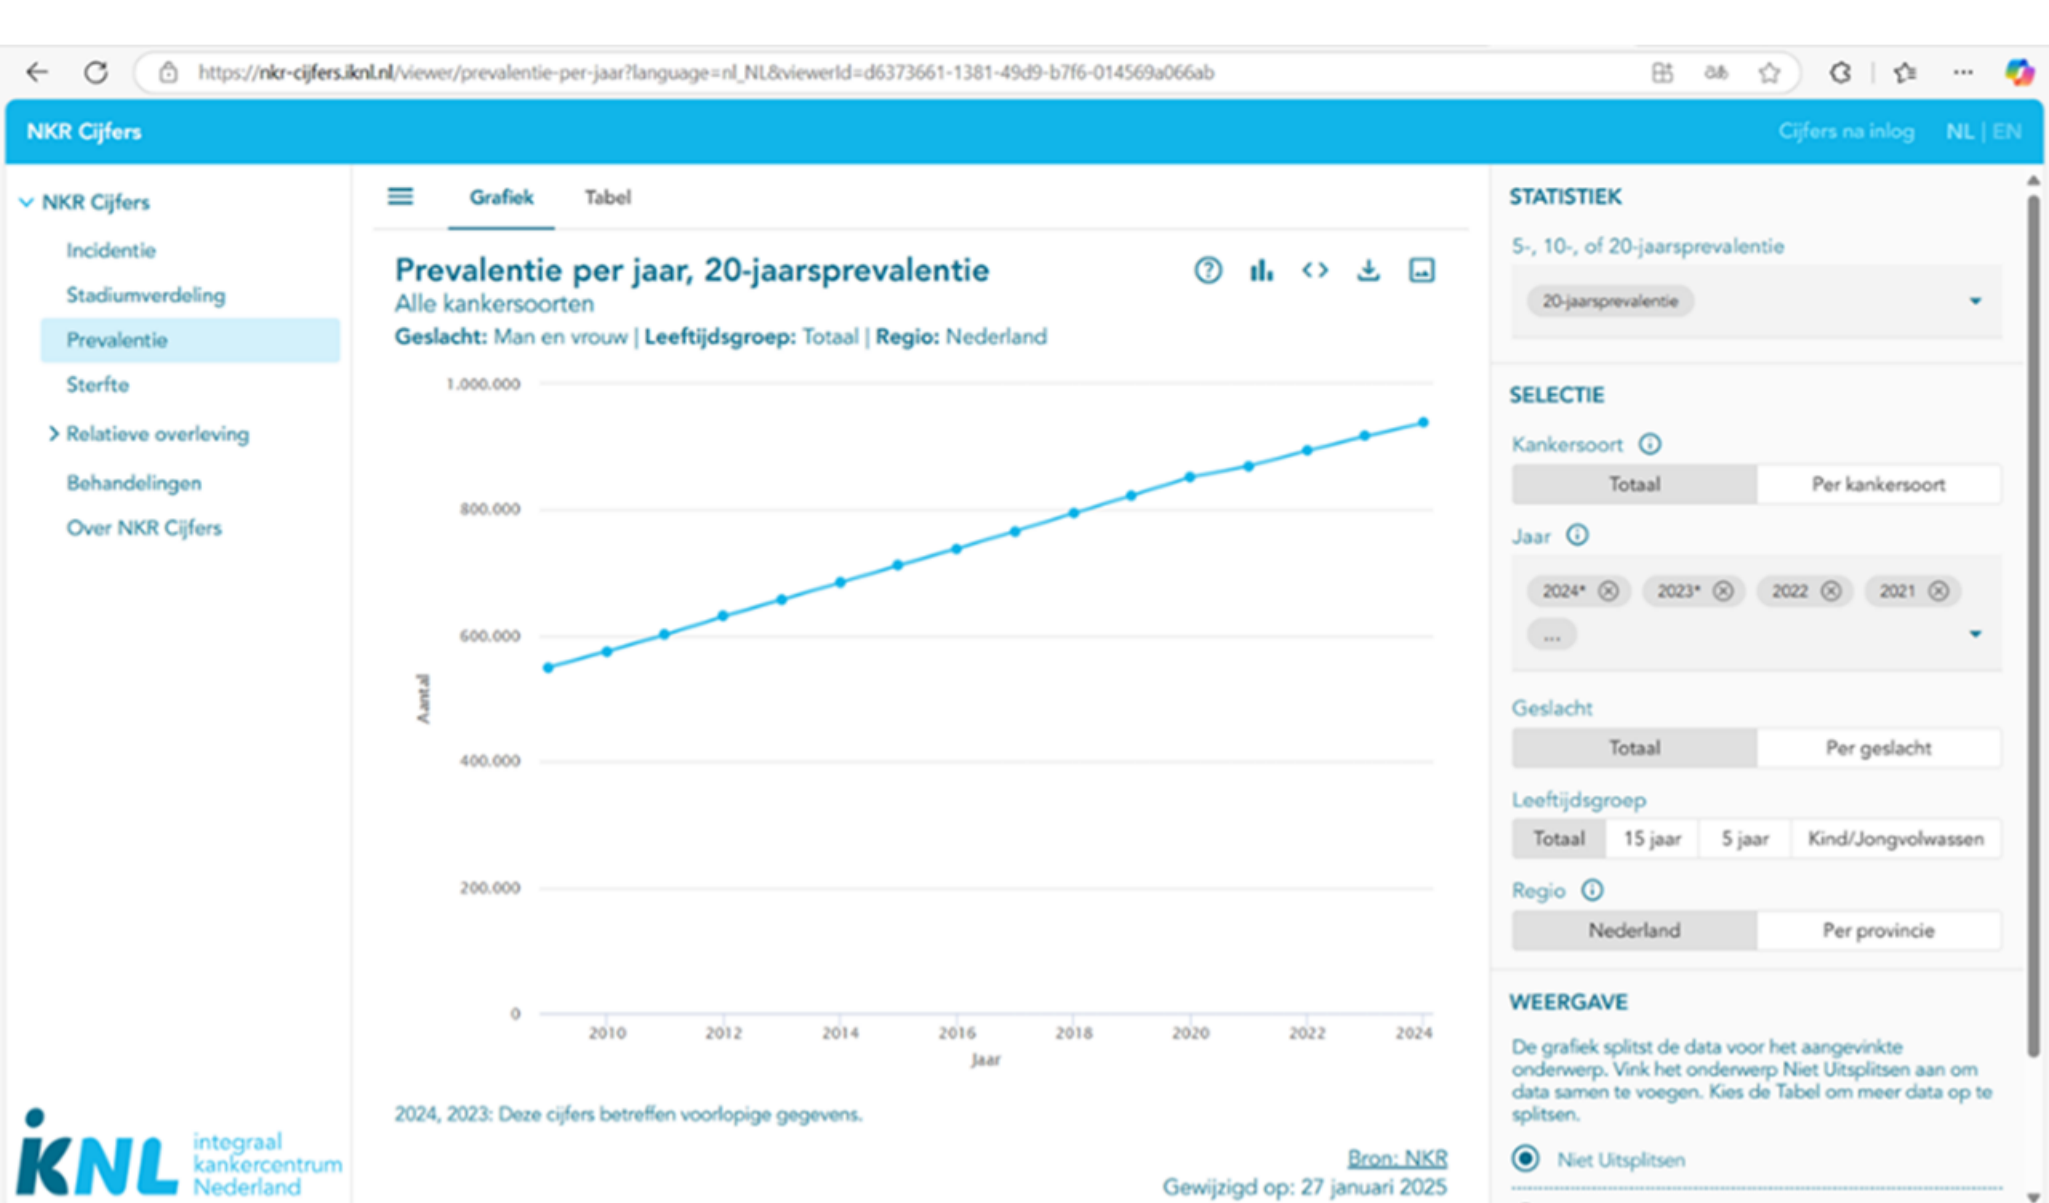 https://nkr-cijfers.iknl.nl/viewer/prevalentie-per-jaar?language=nl_NL&viewerId=d6373661-1381-49d9-b7f6-014569a066ab
NKR Cijfers
Cijfers na inlog NL | EN
NKR Cijfers
Incidentie
Stadiumverdeling
Prevalentie
Sterfte
Relatieve overleving
Behandelingen
Over NKR Cijfers
iKNL
integraal
kankercentrum
Nederland
Grafiek Tabel
Prevalentie per jaar, 20-jaarsprevalentie
Alle kankersoorten
Geslacht: Man en vrouw | Leeftijdsgroep: Totaal | Regio: Nederland
1.000.000
800.000
600.000
400.000
200.000
0
Aantal
2010 2012 2014 2016 2018 2020 2022 2024
Jaar
2024, 2023: Deze cijfers betreffen voorlopige gegevens.
Bron: NKR
Gewijzigd op: 27 januari 2025
STATISTIEK
5-, 10-, of 20-jaarsprevalentie
20-jaarsprevalentie
SELECTIE
Kankersoort
Totaal Per kankersoort
Jaar
2024* 2023* 2022 2021
...
Geslacht
Totaal Per geslacht
Leeftijdsgroep
Totaal 15 jaar 5 jaar Kind/Jongvolwassen
Regio
Nederland Per provincie
WEERGAVE
De grafiek splitst de data voor het aangevinkte
onderwerp. Vink het onderwerp Niet Uitsplitsen aan om
data samen te voegen. Kies de Tabel om meer data op te
splitsen.
Niet Uitsplitsen